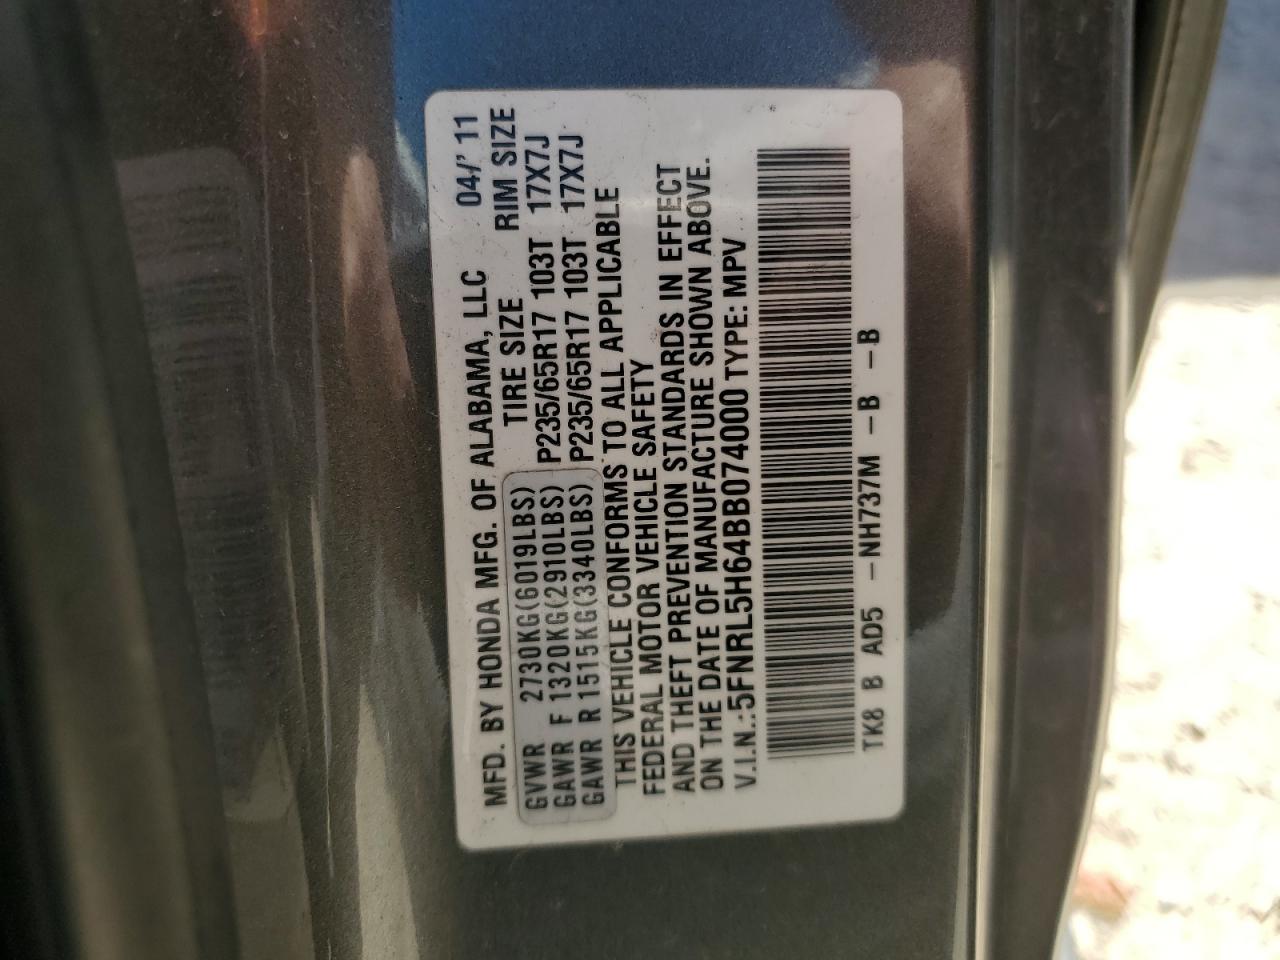 MFD. BY HONDA MFG. OF ALABAMA, LLC 04/'11
TIRE SIZE RIM SIZE
GVWR 2730KG(6019LBS)
GAWR F 1320KG(2910LBS) P235/65R17 103T 17X7J
GAWR R 1515KG(3340LBS) P235/65R17 103T 17X7J
THIS VEHICLE CONFORMS TO ALL APPLICABLE
FEDERAL MOTOR VEHICLE SAFETY
AND THEFT PREVENTION STANDARDS IN EFFECT
ON THE DATE OF MANUFACTURE SHOWN ABOVE.
V.I.N.:5FNRL5H64BB074000 TYPE: MPV
TK8 B AD5 -NH737M -B -B